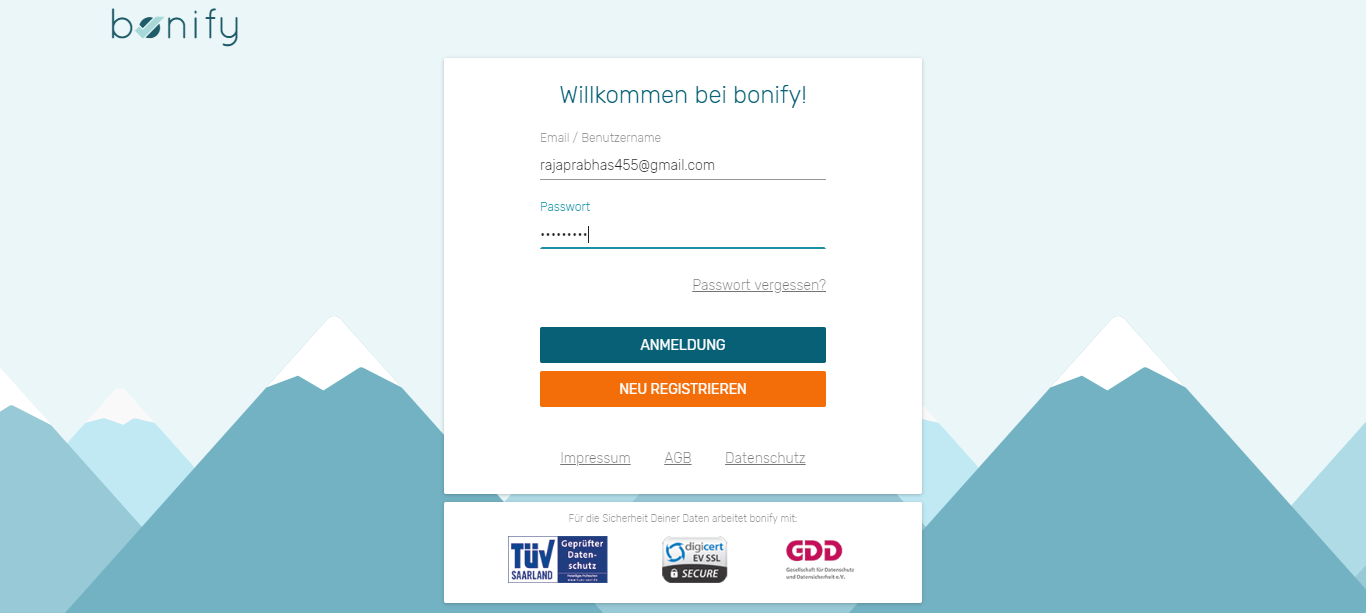 bonify
Willkommen bei bonify!
Email / Benutzername
rajaprabhas455@gmail.com
Passwort
•••••••••
Passwort vergessen?
ANMELDUNG
NEU REGISTRIEREN
Impressum AGB Datenschutz
Für die Sicherheit Deiner Daten arbeitet bonify mit:
TÜV
SAARLAND
Geprüfter
Daten-
schutz
digicert
EV SSL
SECURE
GDD
Gesellschaft für Datenschutz
und Datensicherheit e.V.